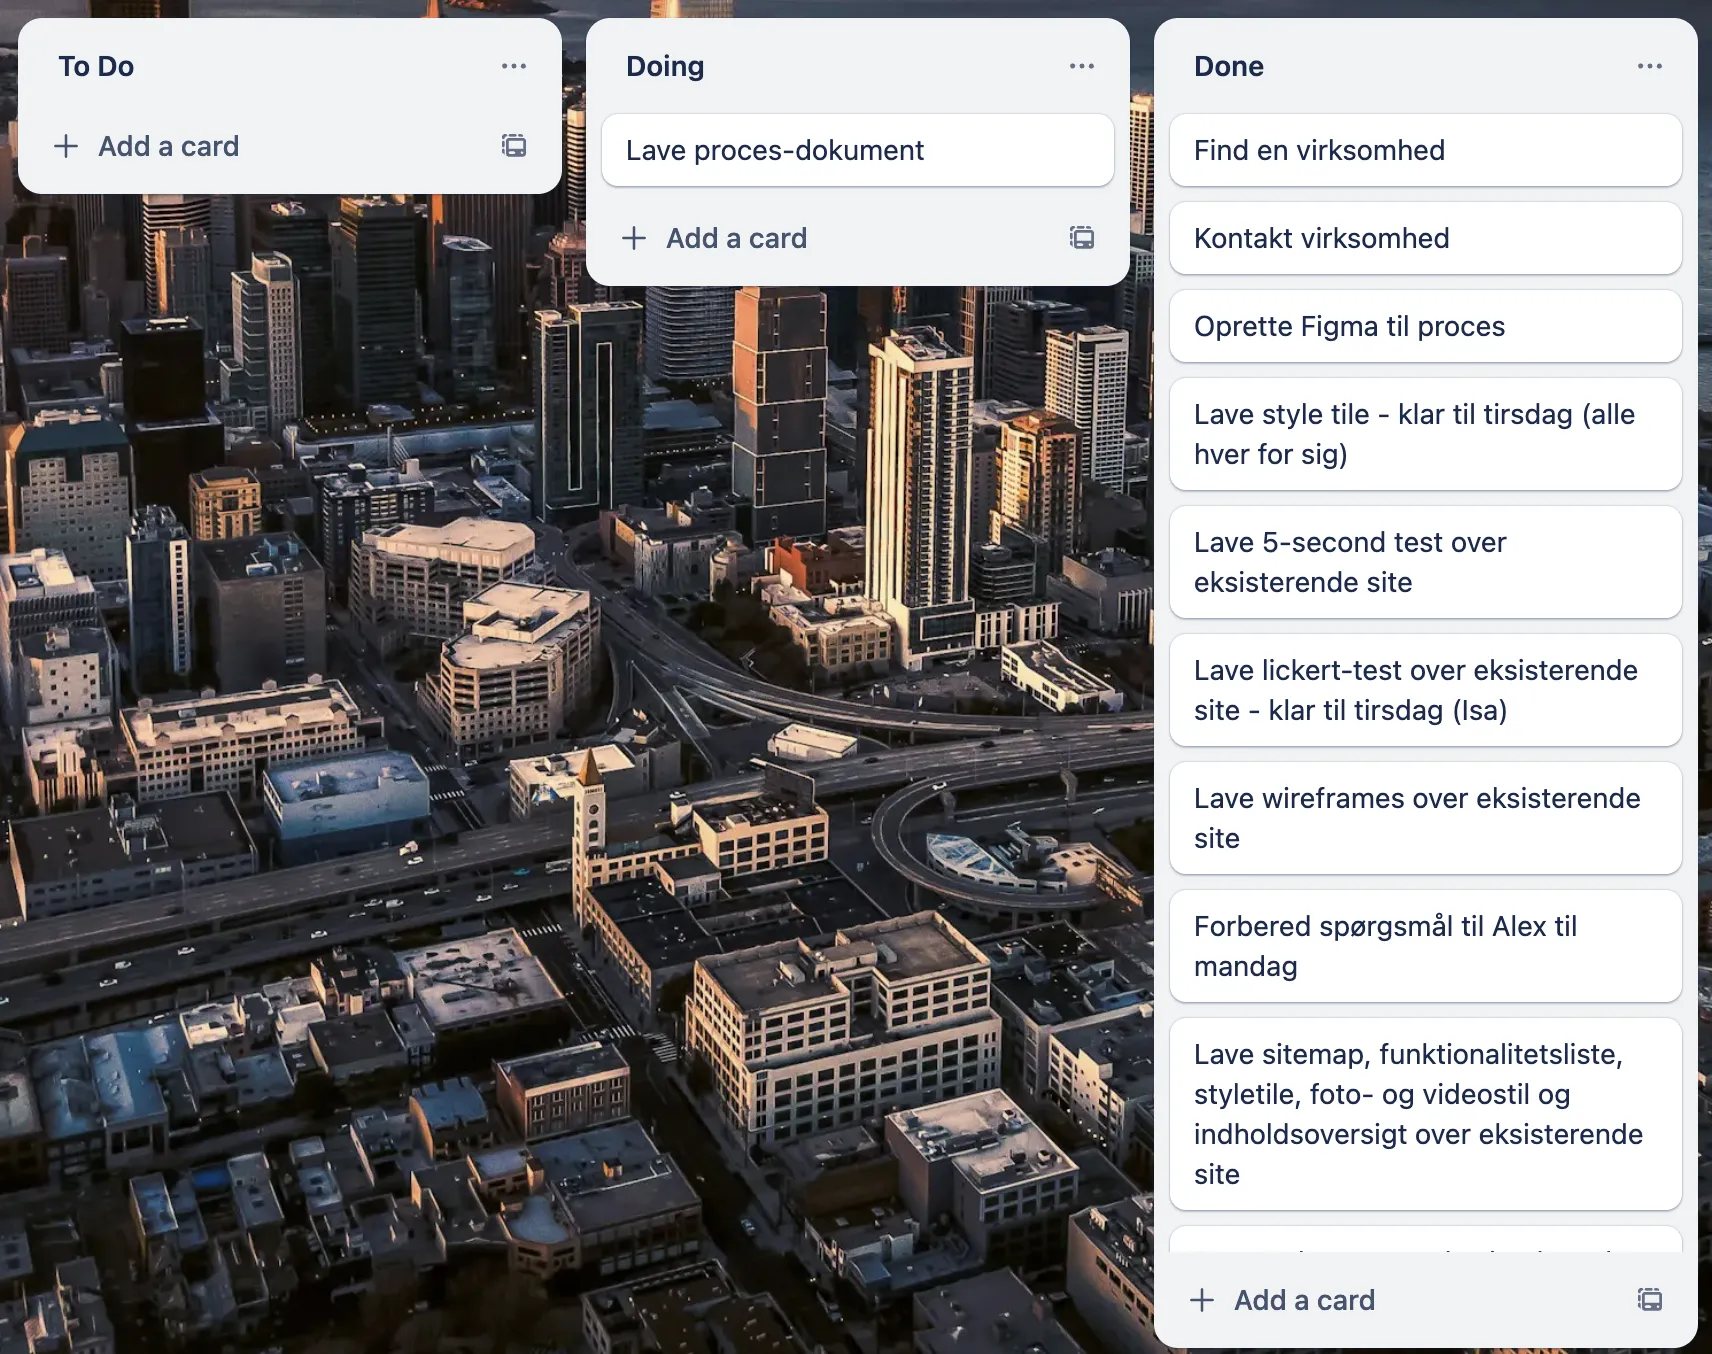 To Do
Add a card
Doing
Lave proces-dokument
Add a card
Done
Find en virksomhed
Kontakt virksomhed
Oprette Figma til proces
Lave style tile - klar til tirsdag (alle
hver for sig)
Lave 5-second test over
eksisterende site
Lave lickert-test over eksisterende
site - klar til tirsdag (Isa)
Lave wireframes over eksisterende
site
Forbered spørgsmål til Alex til
mandag
Lave sitemap, funktionalitetsliste,
styletile, foto- og videostil og
indholdsoversigt over eksisterende
site
Add a card